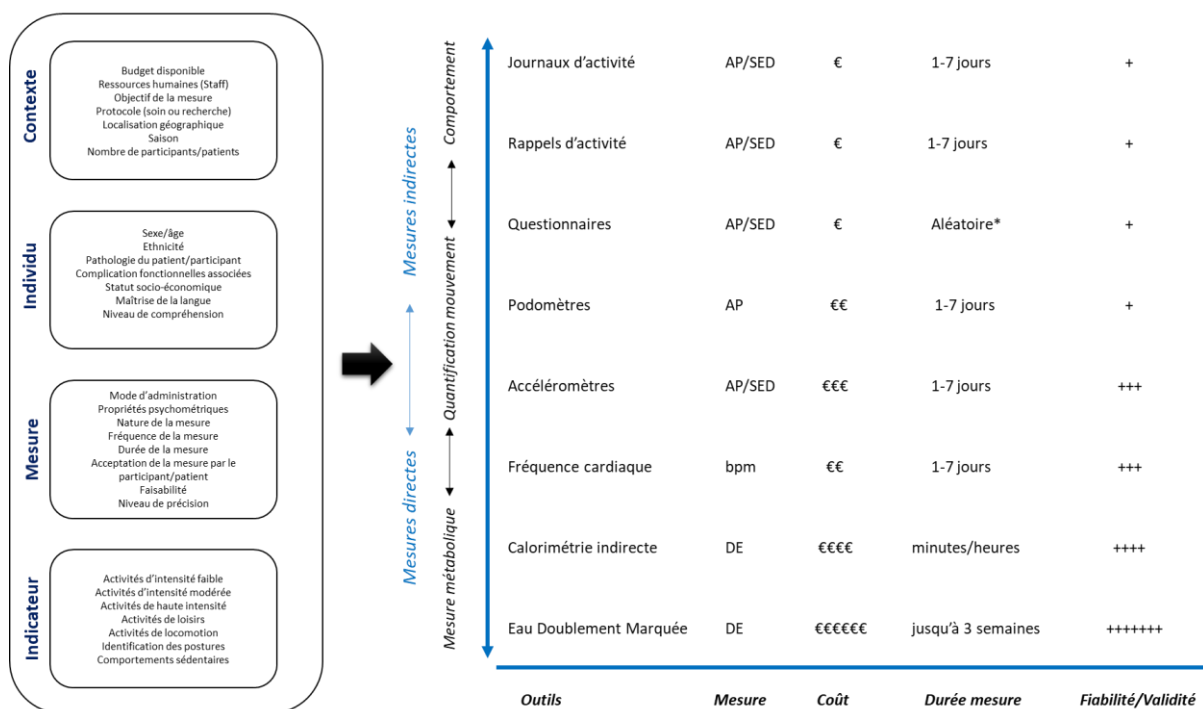 Contexte
Budget disponible
Ressources humaines (Staff)
Objectif de la mesure
Protocole (soin ou recherche)
Localisation géographique
Saison
Nombre de participants/patients
Individu
Sexe/âge
Ethnicité
Pathologie du patient/participant
Complication fonctionnelles associées
Statut socio-économique
Maîtrise de la langue
Niveau de compréhension
Mesure
Mode d'administration
Propriétés psychométriques
Nature de la mesure
Fréquence de la mesure
Durée de la mesure
Acceptation de la mesure par le
participant/patient
Faisabilité
Niveau de précision
Indicateur
Activités d'intensité faible
Activités d'intensité modérée
Activités de haute intensité
Activités de loisirs
Activités de locomotion
Identification des postures
Comportements sédentaires
Mesures indirectes
Mesures directes
Comportement
Quantification mouvement
Mesure métabolique
Journaux d'activité AP/SED € 1-7 jours +
Rappels d'activité AP/SED € 1-7 jours +
Questionnaires AP/SED € Aléatoire* +
Podomètres AP €€ 1-7 jours +
Accéléromètres AP/SED €€€ 1-7 jours +++
Fréquence cardiaque bpm €€ 1-7 jours +++
Calorimétrie indirecte DE €€€€ minutes/heures ++++
Eau Doublement Marquée DE €€€€€€ jusqu'à 3 semaines +++++++
Outils Mesure Coût Durée mesure Fiabilité/Validité